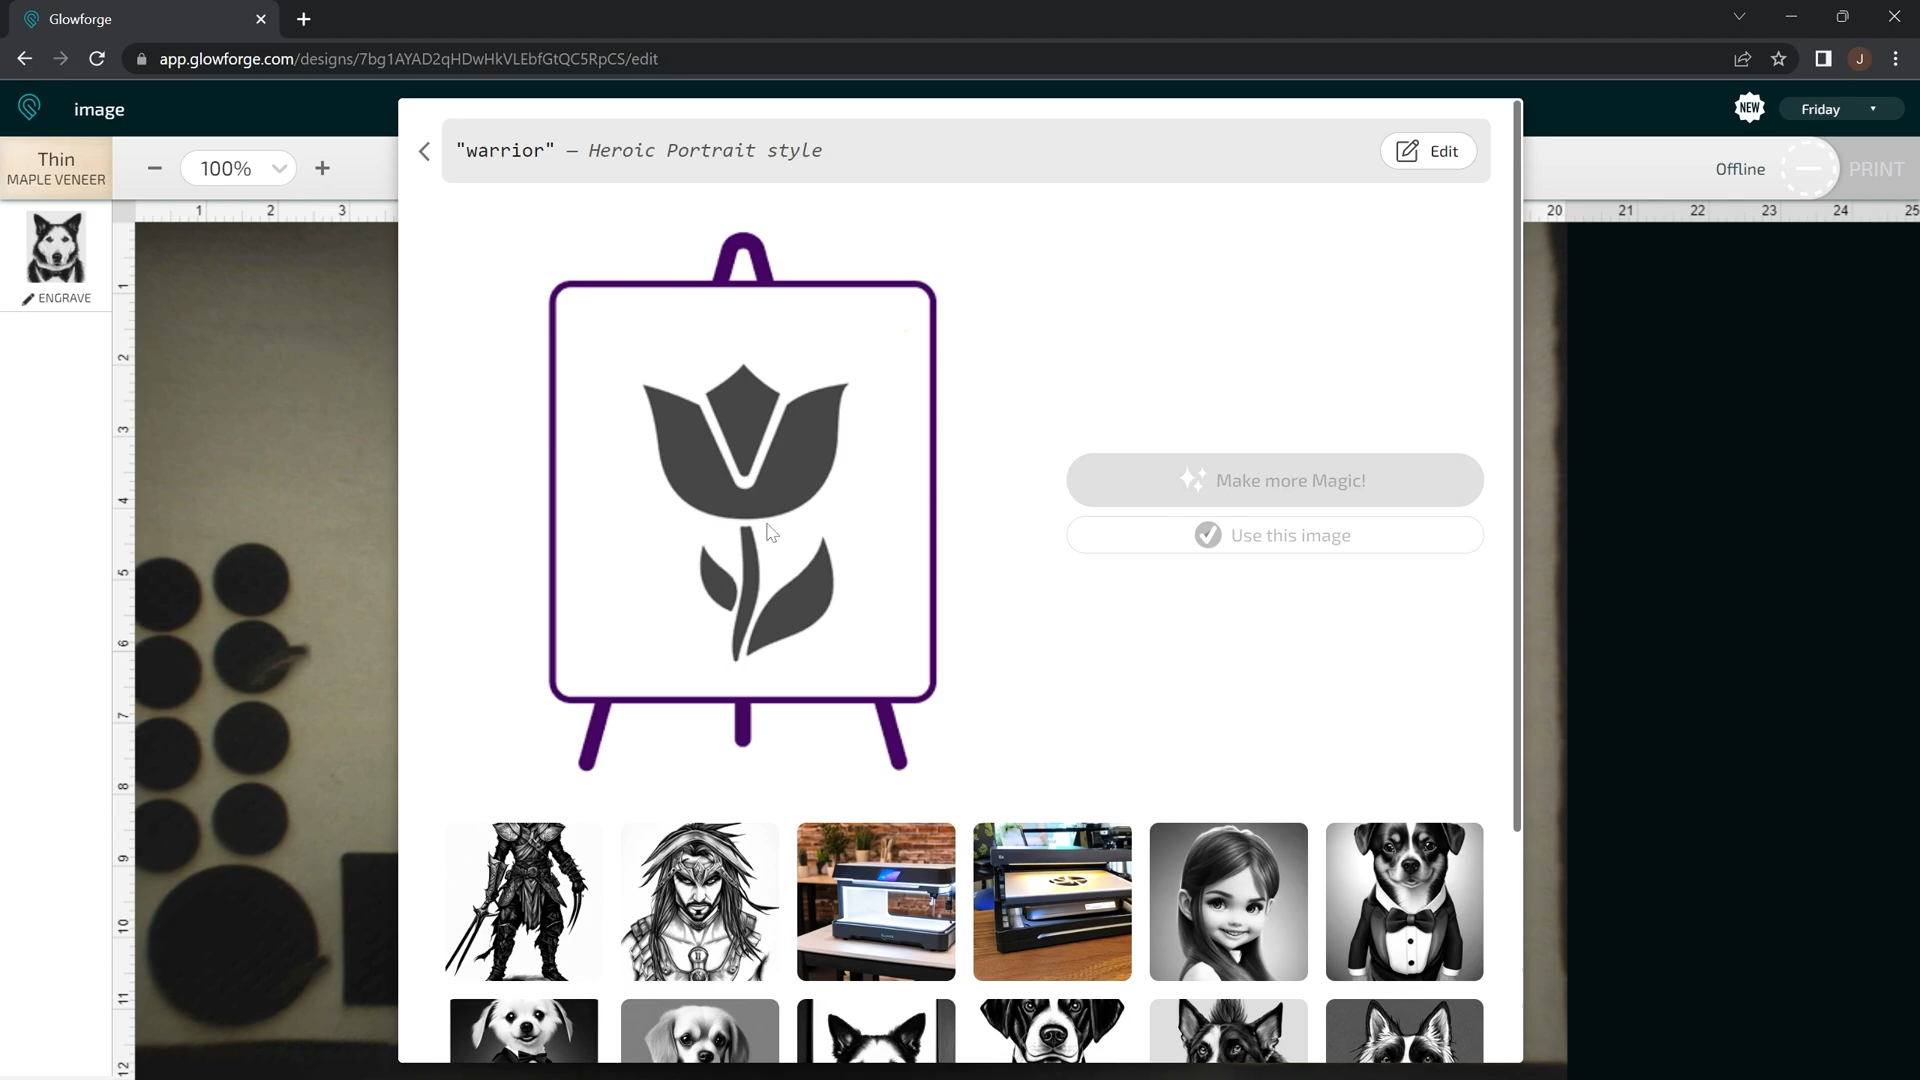 Glowforge
app.glowforge.com/designs/7bg1AYAD2qHDwHkVLEbfGtQC5RpCS/edit
J
image
NEW
Friday
Thin
MAPLE VENEER
100%
"warrior" — Heroic Portrait style
Edit
Offline
PRINT
1 2 3
20 21 22 23 24 25
ENGRAVE
1
2
3
4
5
6
7
8
9
10
11
12
Make more Magic!
Use this image